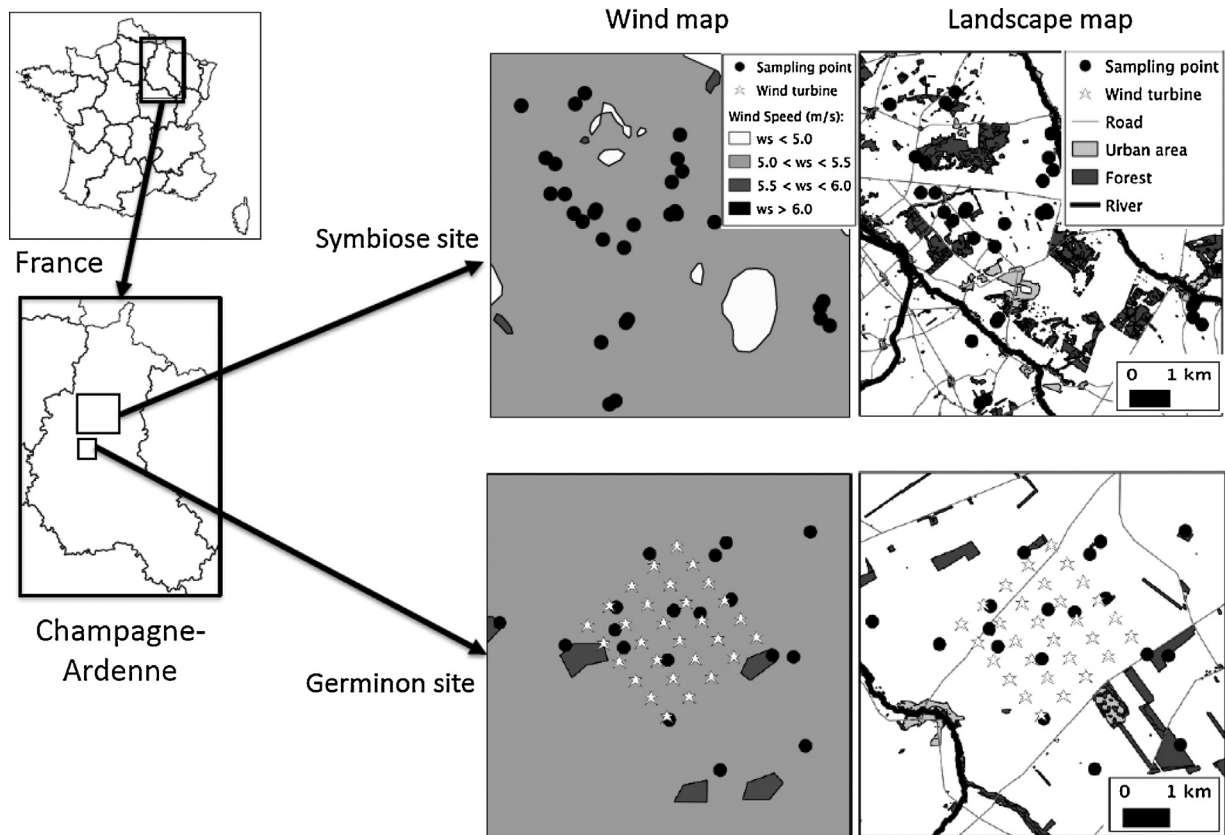 Wind map
Landscape map
Sampling point
Wind turbine
Wind Speed (m/s):
ws < 5.0
5.0 < ws < 5.5
5.5 < ws < 6.0
ws > 6.0
Sampling point
Wind turbine
Road
Urban area
Forest
River
Symbiose site
France
0 1 km
Champagne-
Ardenne
Germinon site
0 1 km